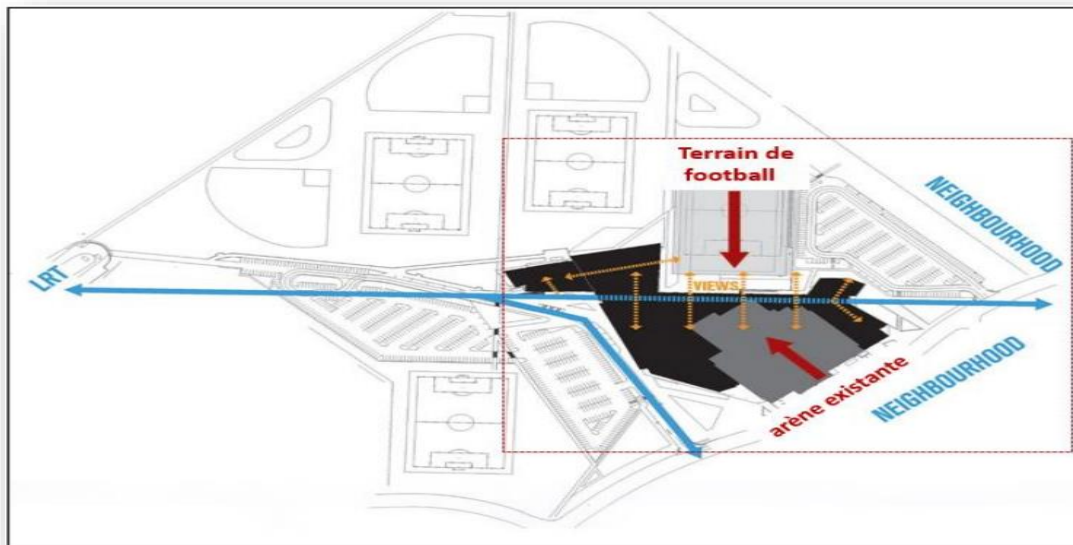 Terrain de
football
NEIGHBOURHOOD
LRT
VIEWS
NEIGHBOURHOOD
arène existante